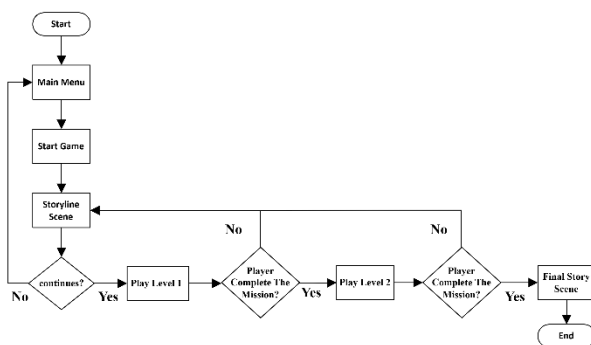 Start
Main Menu
Start Game
Storyline
Scene
No
No
continues?
Play Level 1
Player
Complete The
Mission?
Play Level 2
Player
Complete The
Mission?
Final Story
Scene
No
Yes
Yes
Yes
End